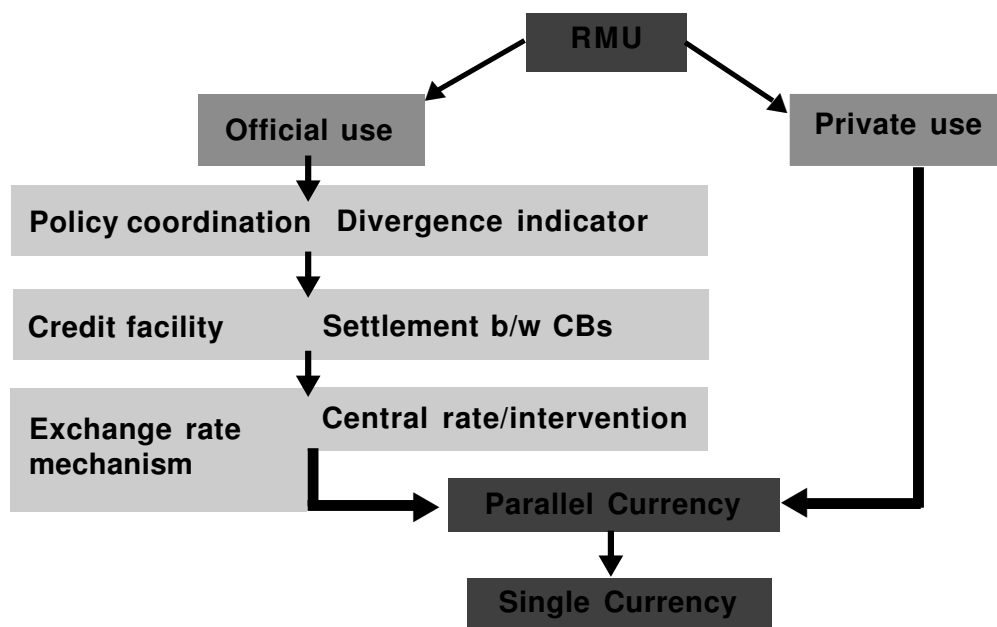 RMU
Official use
Private use
Policy coordination Divergence indicator
Credit facility Settlement b/w CBs
Exchange rate
mechanism
Central rate/intervention
Parallel Currency
Single Currency